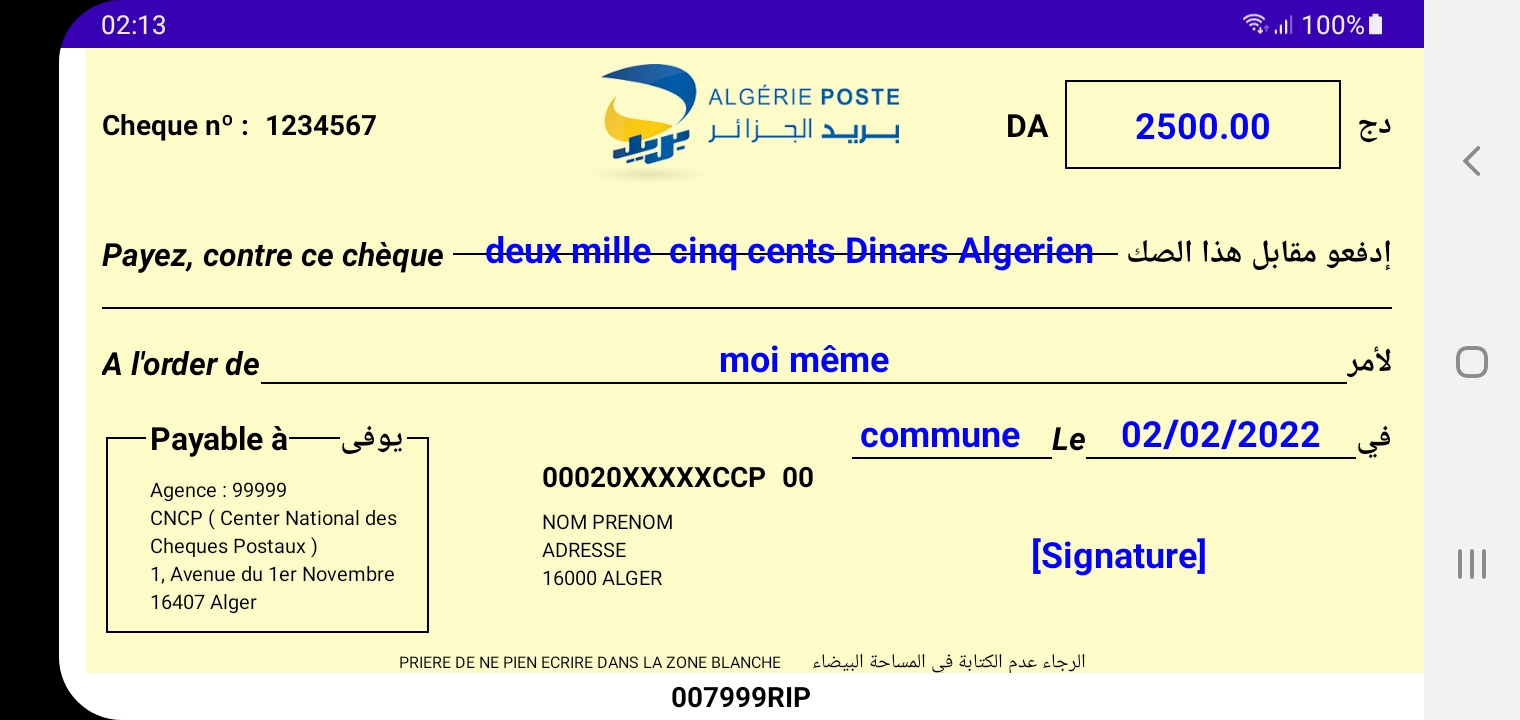 02:13 100%
ALGÉRIE POSTE
بريد الجزائر
بريد
Cheque nº : 1234567
DA 2500.00 دج
Payez, contre ce chèque deux mille cinq cents Dinars Algerien إدفعو مقابل هذا الصك
A l'order de moi même لأمر
commune Le 02/02/2022 في
Payable à يوفى
Agence : 99999
CNCP ( Center National des
Cheques Postaux )
1, Avenue du 1er Novembre
16407 Alger
00020XXXXXCCP 00
NOM PRENOM
ADRESSE
16000 ALGER
[Signature]
PRIERE DE NE PIEN ECRIRE DANS LA ZONE BLANCHE الرجاء عدم الكتابة في المساحة البيضاء
007999RIP